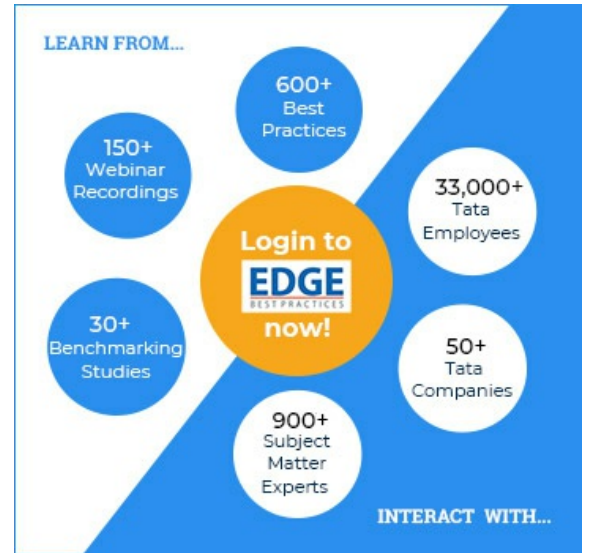 LEARN FROM...
600+
Best
Practices
150+
Webinar
Recordings
30+
Benchmarking
Studies
Login to
EDGE
BEST PRACTICES
now!
33,000+
Tata
Employees
50+
Tata
Companies
900+
Subject
Matter
Experts
INTERACT WITH...